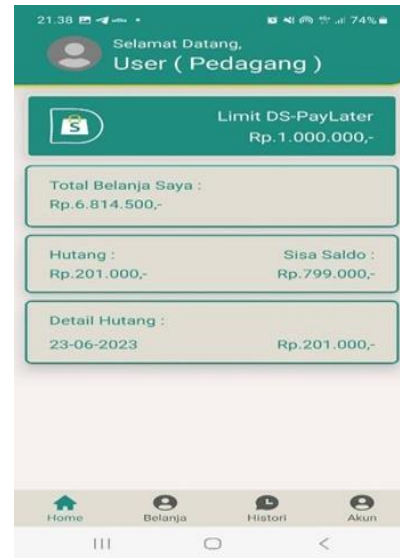 21.38
74%
Selamat Datang,
User ( Pedagang )
S
Limit DS-PayLater
Rp.1.000.000,-
Total Belanja Saya :
Rp.6.814.500,-
Hutang :
Sisa Saldo :
Rp.201.000,-
Rp.799.000,-
Detail Hutang :
23-06-2023
Rp.201.000,-
Home
Belanja
Histori
Akun